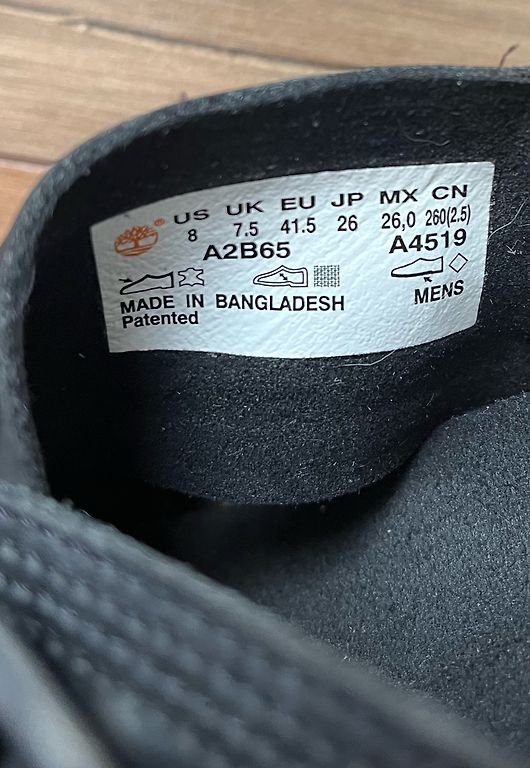 US UK EU JP MX CN
8 7.5 41.5 26 26,0 260(2.5)
A2B65 A4519
MADE IN BANGLADESH MENS
Patented